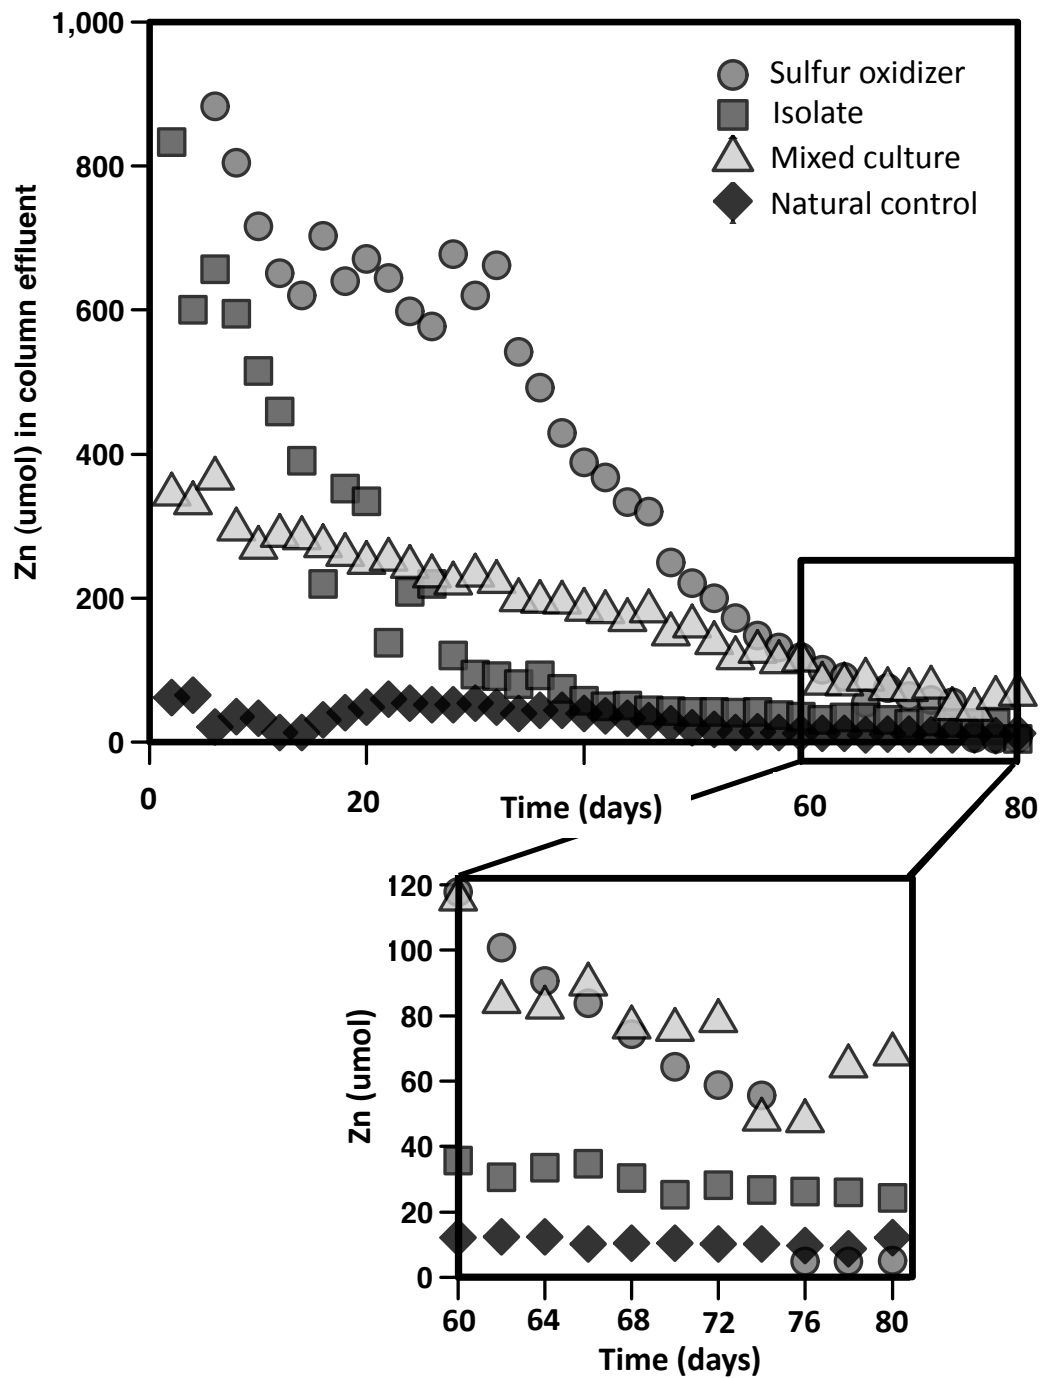 1,000
800
600
400
200
0
Zn (umol) in column effluent
Sulfur oxidizer
Isolate
Mixed culture
Natural control
0
20
Time (days)
60
80
120
100
80
60
40
20
0
Zn (umol)
60
64
68
72
76
80
Time (days)